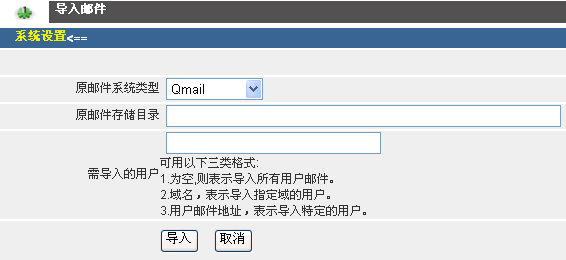 导入邮件
系统设置<==
原邮件系统类型 Qmail
原邮件存储目录
需导入的用户
可用以下三类格式:
1.为空,则表示导入所有用户邮件。
2.域名，表示导入指定域的用户。
3.用户邮件地址，表示导入特定的用户。
导入 取消